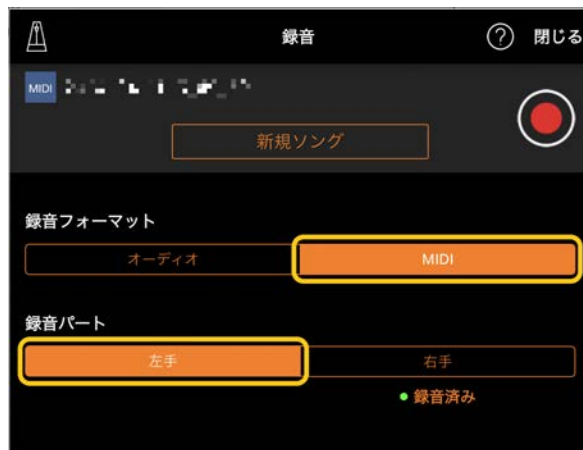 録音
? 閉じる
MIDI
新規ソング
録音フォーマット
オーディオ MIDI
録音パート
左手 右手
録音済み